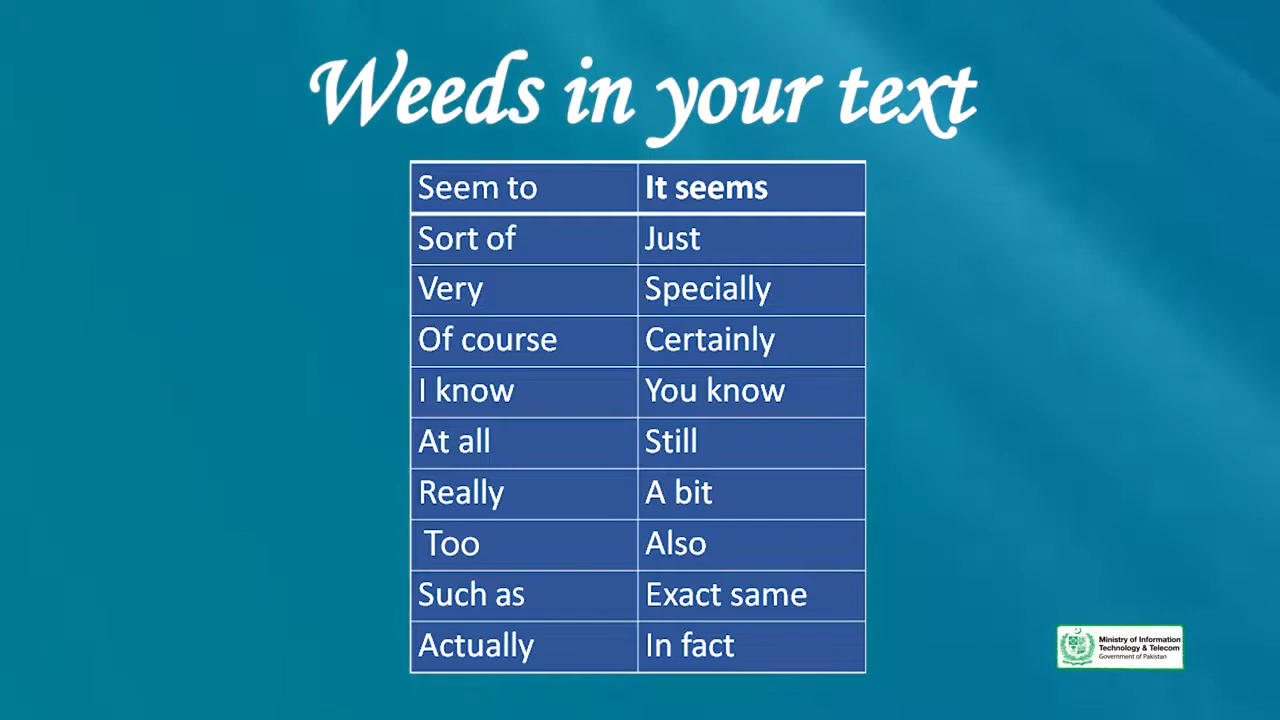 Weeds in your text
Seem to It seems
Sort of Just
Very Specially
Of course Certainly
I know You know
At all Still
Really A bit
Too Also
Such as Exact same
Actually In fact
Ministry of Information
Technology & Telecom
Government of Pakistan